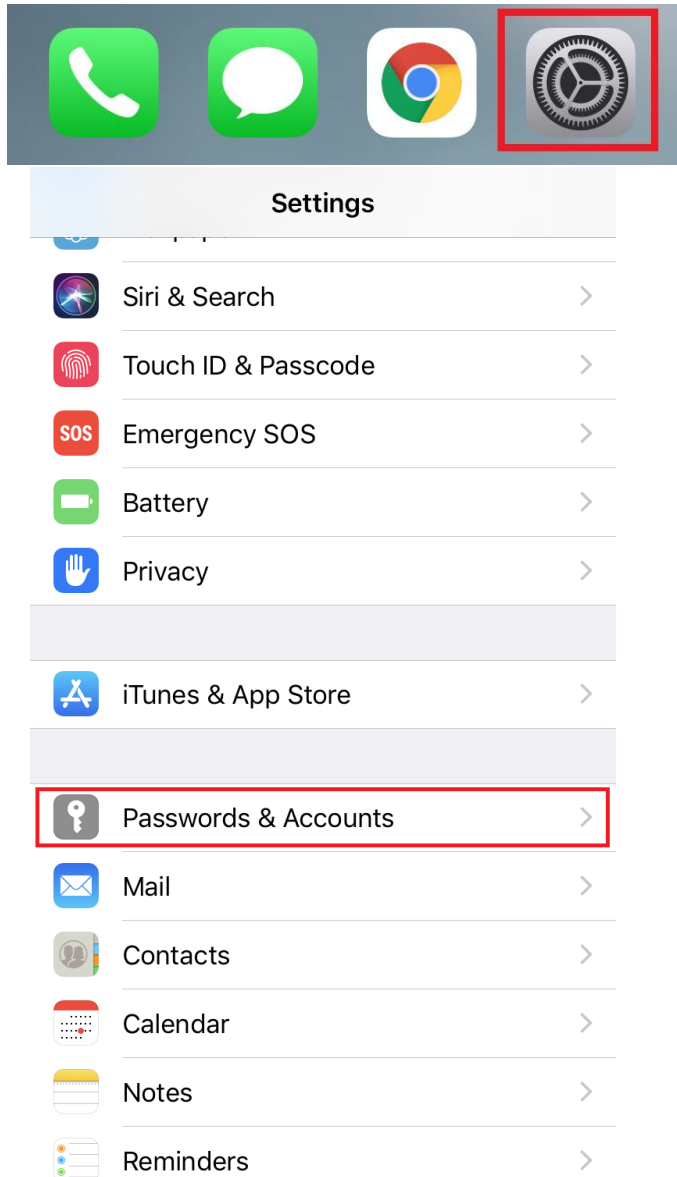 Settings
Siri & Search
Touch ID & Passcode
SOS
Emergency SOS
Battery
Privacy
iTunes & App Store
Passwords & Accounts
Mail
Contacts
Calendar
Notes
Reminders